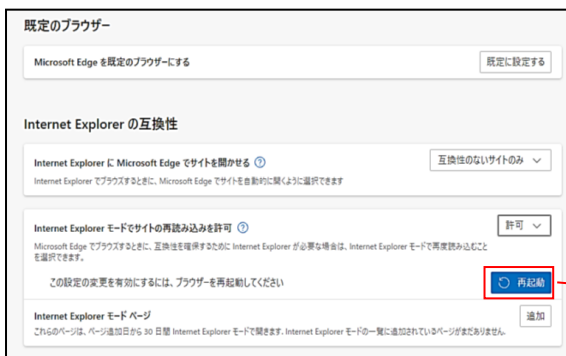 既定のブラウザー
Microsoft Edge を既定のブラウザーにする
既定に設定する
Internet Explorer の互換性
Internet Explorer に Microsoft Edge でサイトを開かせる
互換性のないサイトのみ
Internet Explorer でブラウズするときに、Microsoft Edge でサイトを自動的に開くように選択できます
Internet Explorer モードでサイトの再読み込みを許可
許可
Microsoft Edge でブラウズするときに、互換性を確保するために Internet Explorer が必要な場合は、Internet Explorer モードで再度読み込むこと
を選択できます。
この設定の変更を有効にするには、ブラウザーを再起動してください
再起動
Internet Explorer モード ページ
追加
これらのページは、ページ追加日から 30 日間 Internet Explorer モードで開きます. Internet Explorer モードの一覧に追加されているページがまだありません.